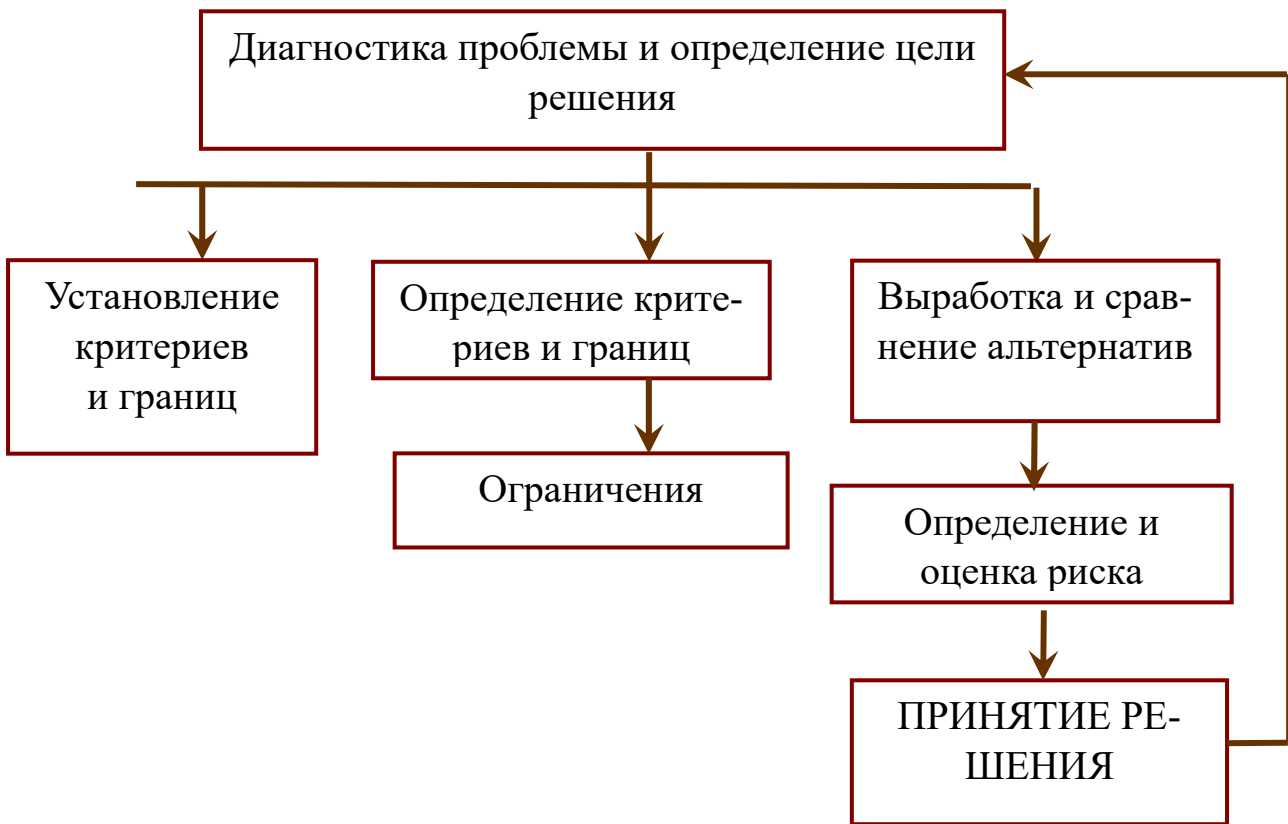 Диагностика проблемы и определение цели
решения
Установление
критериев
и границ
Определение крите-
риев и границ
Выработка и срав-
нение альтернатив
Ограничения
Определение и
оценка риска
ПРИНЯТИЕ РЕ-
ШЕНИЯ